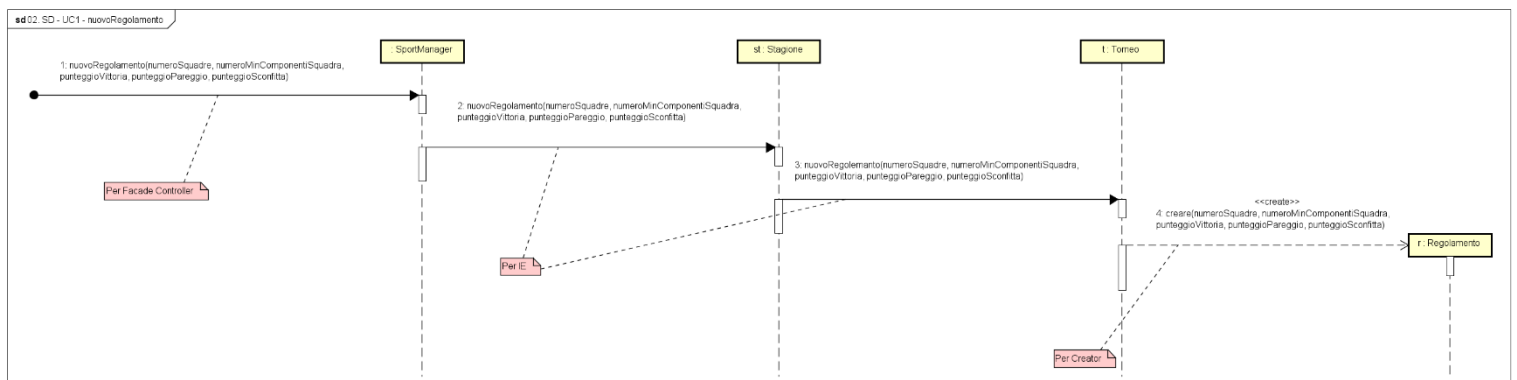 sd 02. SD - UC1 - nuovoRegolamento
: SportManager
st : Stagione
t : Torneo
1: nuovoRegolamento(numeroSquadre, numeroMinComponentiSquadra,
punteggioVittoria, punteggioPareggio, punteggioSconfitta)
2: nuovoRegolamento(numeroSquadre, numeroMinComponentiSquadra,
punteggioVittoria, punteggioPareggio, punteggioSconfitta)
3: nuovoRegolemanto(numeroSquadre, numeroMinComponentiSquadra,
punteggioVittoria, punteggioPareggio, punteggioSconfitta)
Per Facade Controller
<<create>>
4: creare(numeroSquadre, numeroMinComponentiSquadra,
punteggioVittoria, punteggioPareggio, punteggioSconfitta)
r : Regolamento
Per IE
Per Creator